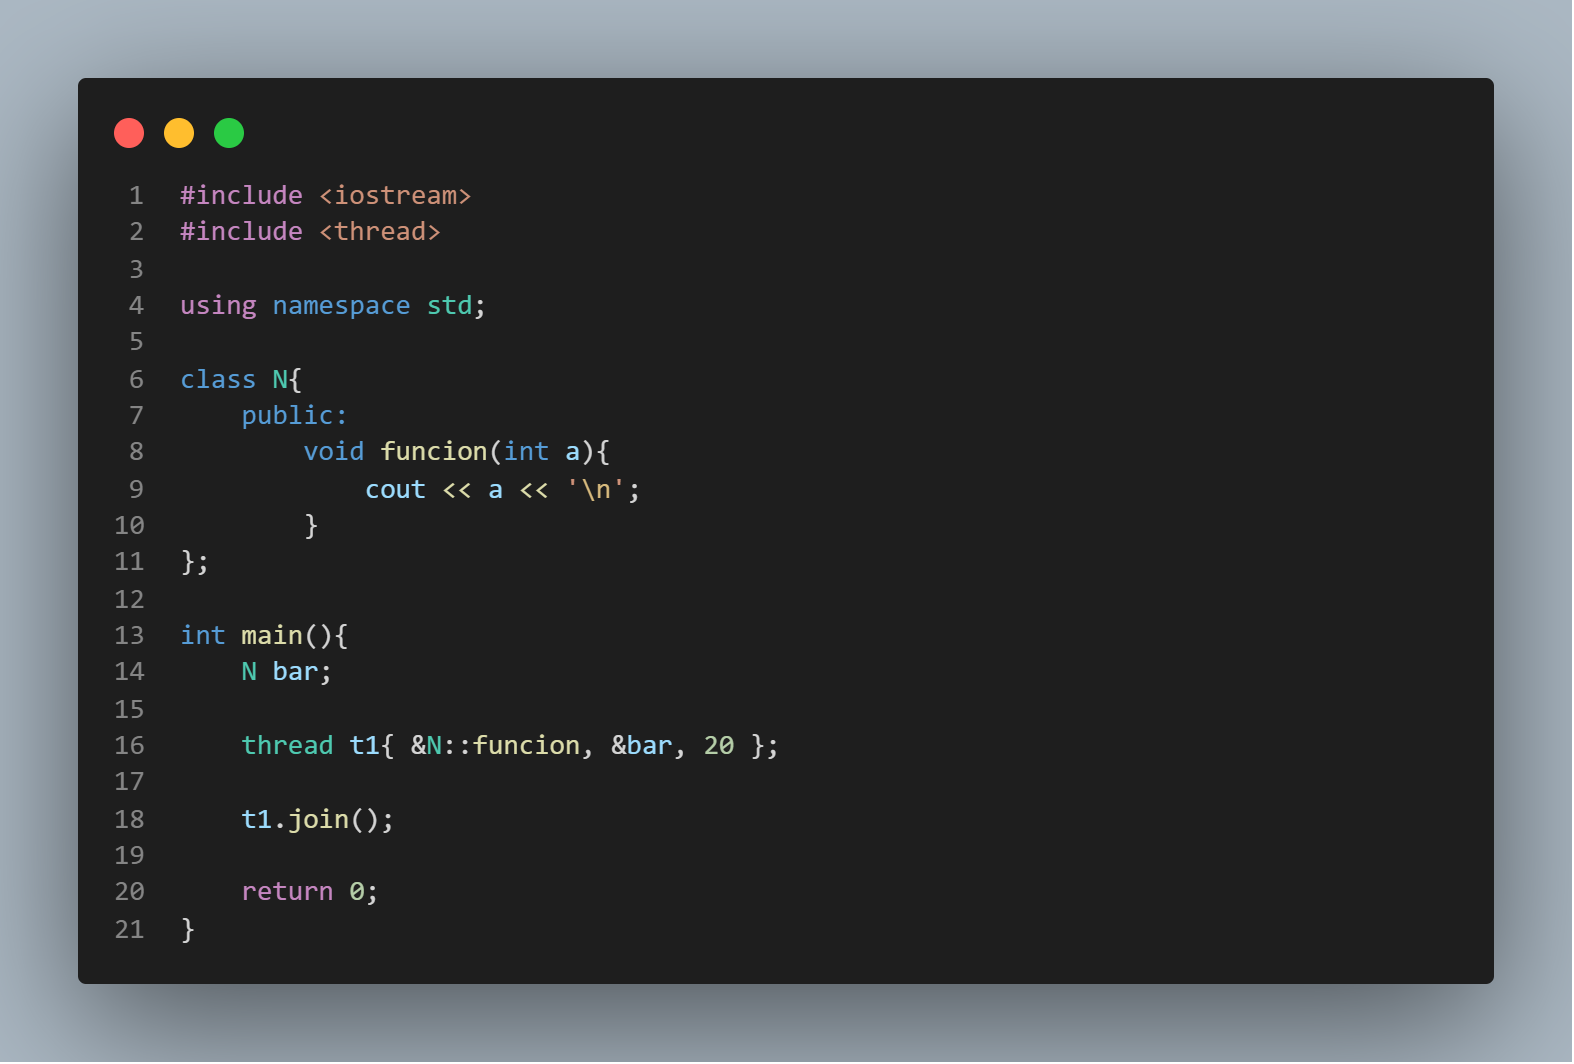 1 #include <iostream>
2 #include <thread>
3
4 using namespace std;
5
6 class N{
7     public:
8         void funcion(int a){
9             cout << a << '\n';
10         }
11 };
12
13 int main(){
14     N bar;
15
16     thread t1{ &N::funcion, &bar, 20 };
17
18     t1.join();
19
20     return 0;
21 }